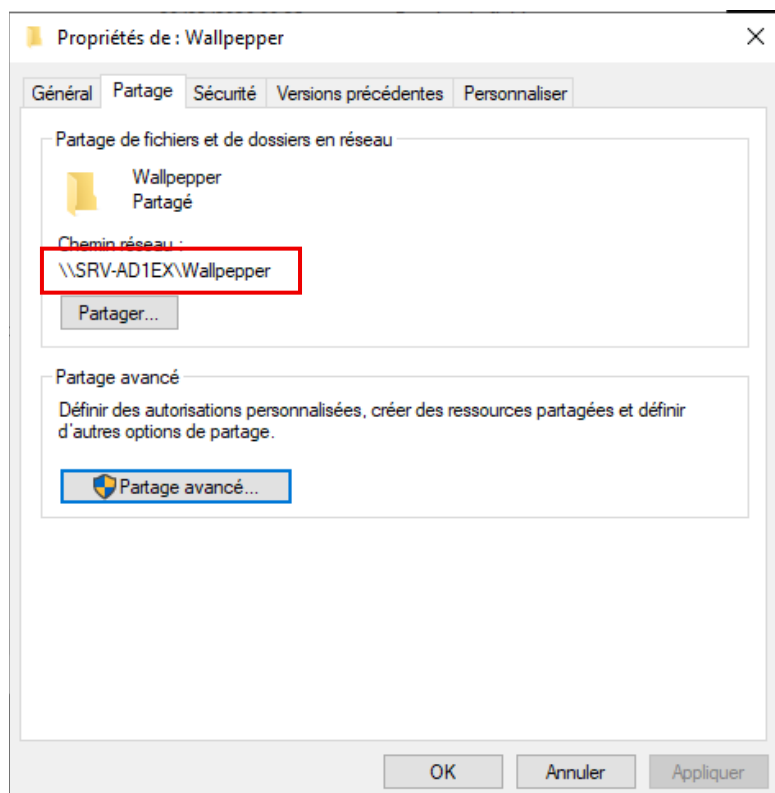 Propriétés de : Wallpepper
Général Partage Sécurité Versions précédentes Personnaliser
Partage de fichiers et de dossiers en réseau
Wallpepper
Partagé
Chemin réseau :
\\SRV-AD1EX\Wallpepper
Partager...
Partage avancé
Définir des autorisations personnalisées, créer des ressources partagées et définir
d'autres options de partage.
Partage avancé...
OK Annuler Appliquer